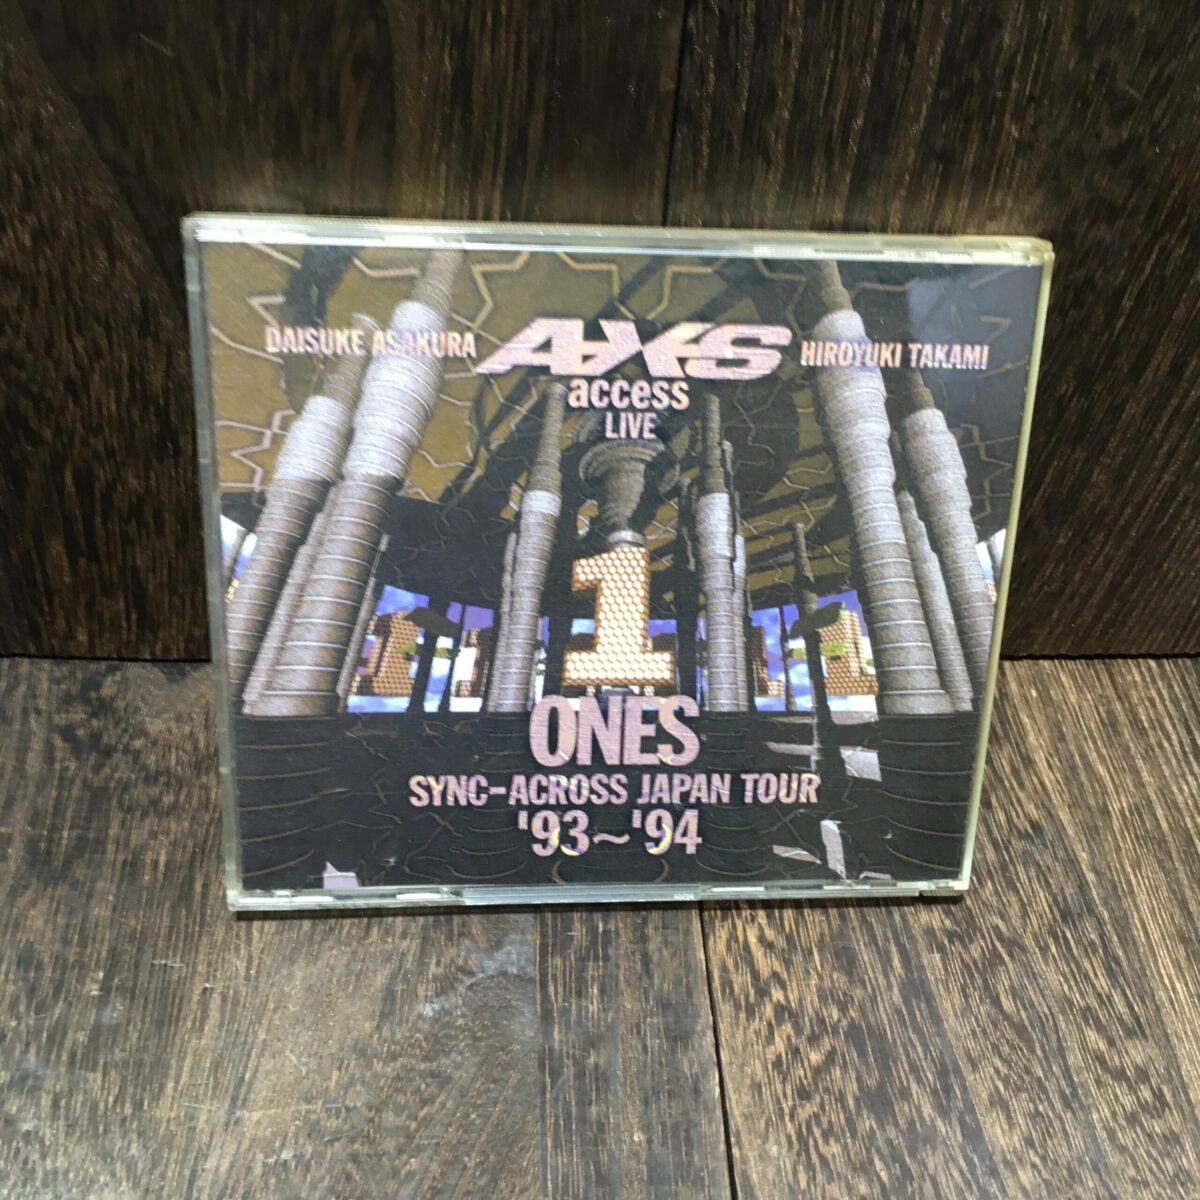 DAISUKE ASAKURA AXS HIROYUKI TAKAMI
access
LIVE
1
ONES
SYNC-ACROSS JAPAN TOUR
'93~'94